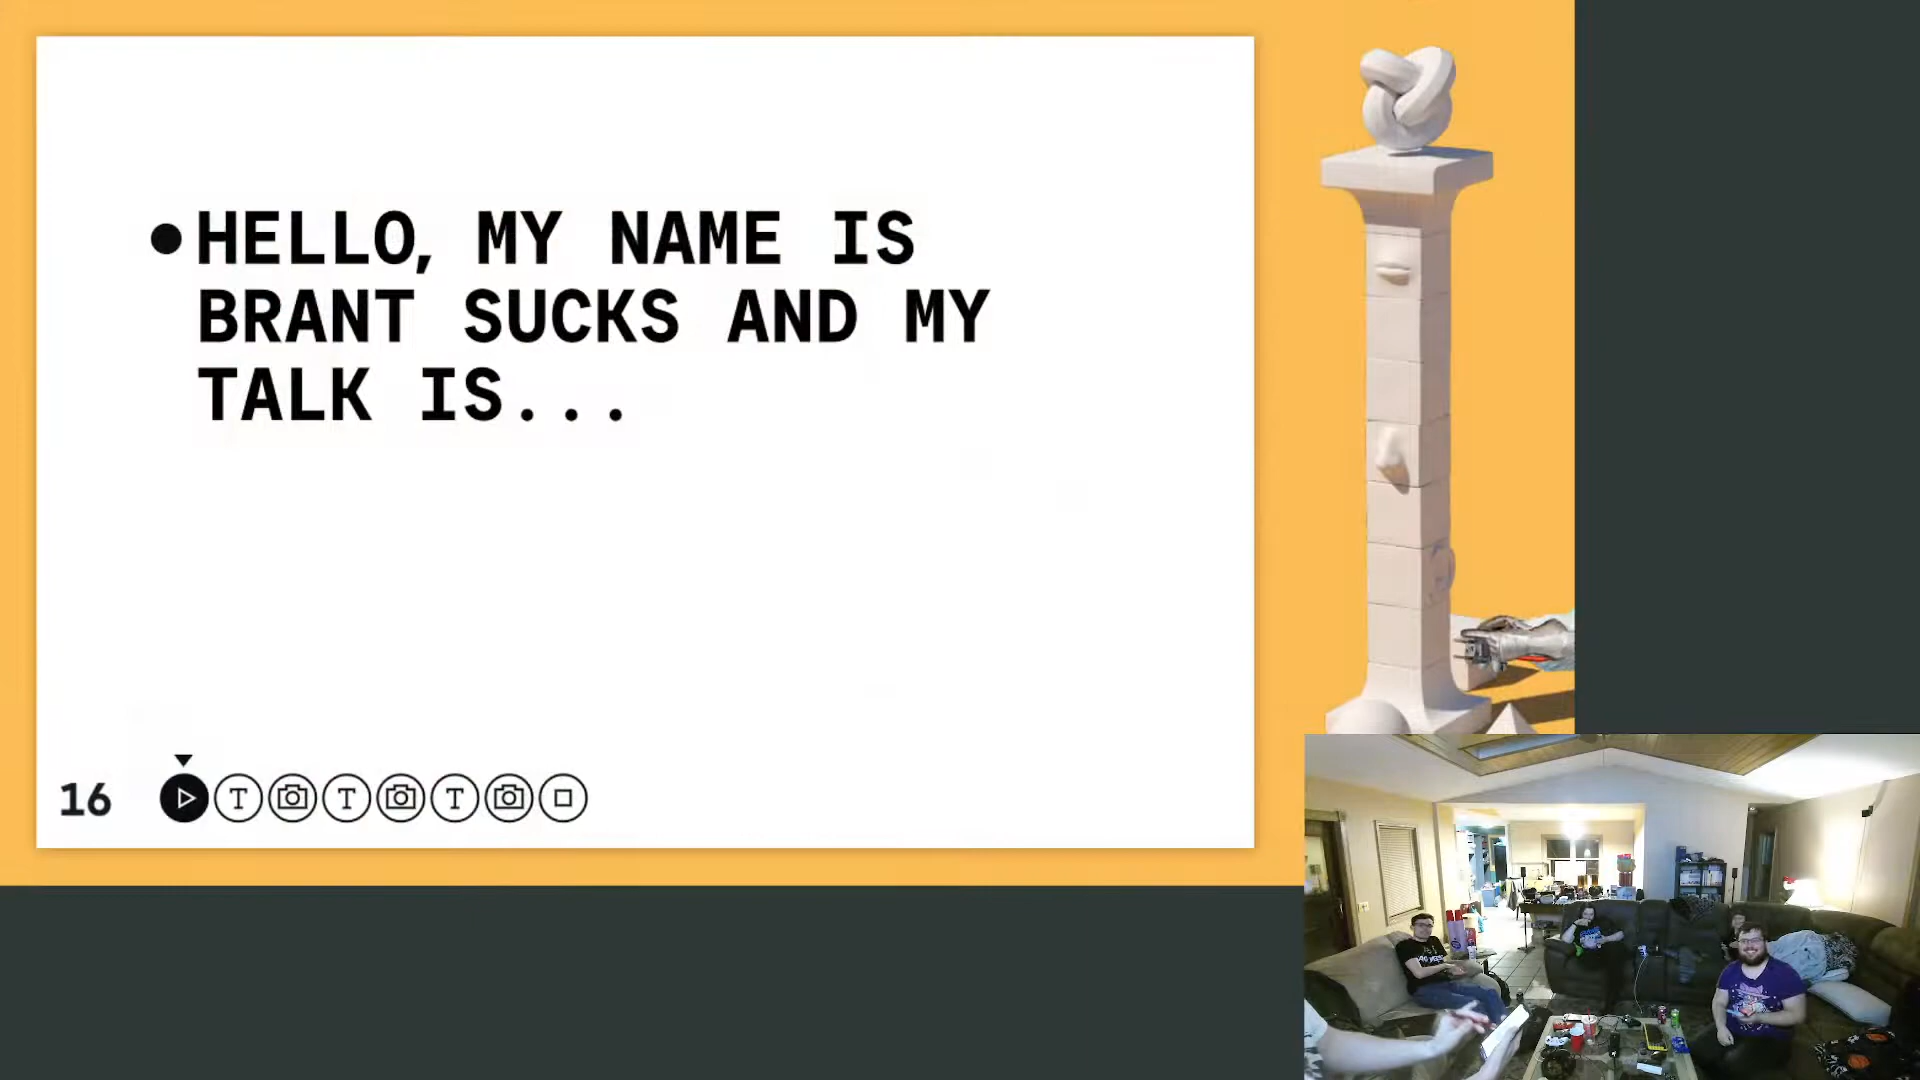 HELLO, MY NAME IS
BRANT SUCKS AND MY
TALK IS...
16
T T T